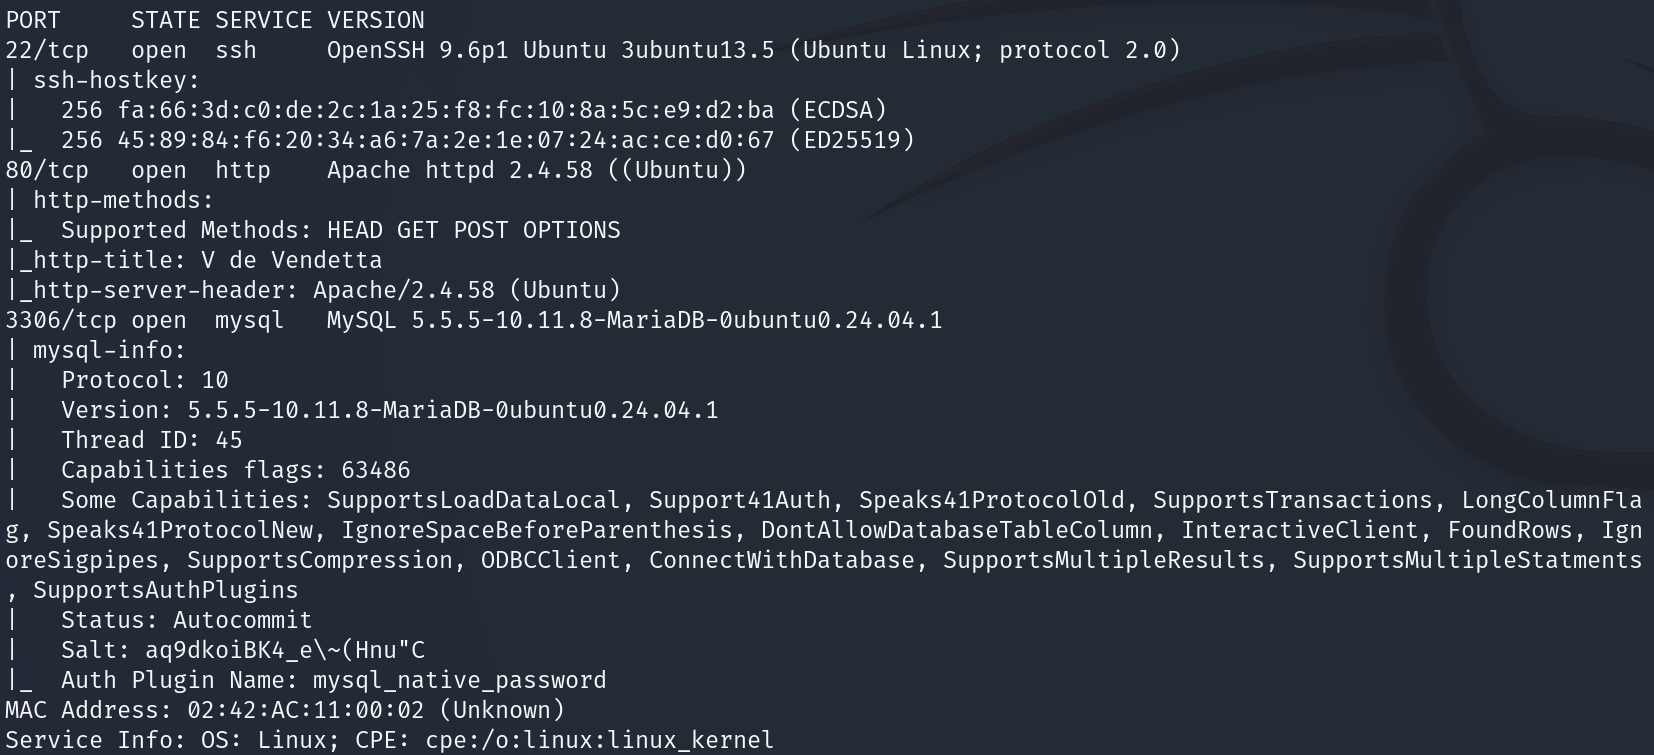 PORT     STATE SERVICE VERSION
22/tcp   open  ssh     OpenSSH 9.6p1 Ubuntu 3ubuntu13.5 (Ubuntu Linux; protocol 2.0)
| ssh-hostkey:
|   256 fa:66:3d:c0:de:2c:1a:25:f8:fc:10:8a:5c:e9:d2:ba (ECDSA)
|_  256 45:89:84:f6:20:34:a6:7a:2e:1e:07:24:ac:ce:d0:67 (ED25519)
80/tcp   open  http    Apache httpd 2.4.58 ((Ubuntu))
| http-methods:
|_  Supported Methods: HEAD GET POST OPTIONS
|_http-title: V de Vendetta
|_http-server-header: Apache/2.4.58 (Ubuntu)
3306/tcp open  mysql   MySQL 5.5.5-10.11.8-MariaDB-0ubuntu0.24.04.1
| mysql-info:
|   Protocol: 10
|   Version: 5.5.5-10.11.8-MariaDB-0ubuntu0.24.04.1
|   Thread ID: 45
|   Capabilities flags: 63486
|   Some Capabilities: SupportsLoadDataLocal, Support41Auth, Speaks41ProtocolOld, SupportsTransactions, LongColumnFla
g, Speaks41ProtocolNew, IgnoreSpaceBeforeParenthesis, DontAllowDatabaseTableColumn, InteractiveClient, FoundRows, Ign
oreSigpipes, SupportsCompression, ODBCClient, ConnectWithDatabase, SupportsMultipleResults, SupportsMultipleStatments
, SupportsAuthPlugins
|   Status: Autocommit
|   Salt: aq9dkoiBK4_e\~(Hnu"C
|_  Auth Plugin Name: mysql_native_password
MAC Address: 02:42:AC:11:00:02 (Unknown)
Service Info: OS: Linux; CPE: cpe:/o:linux:linux_kernel